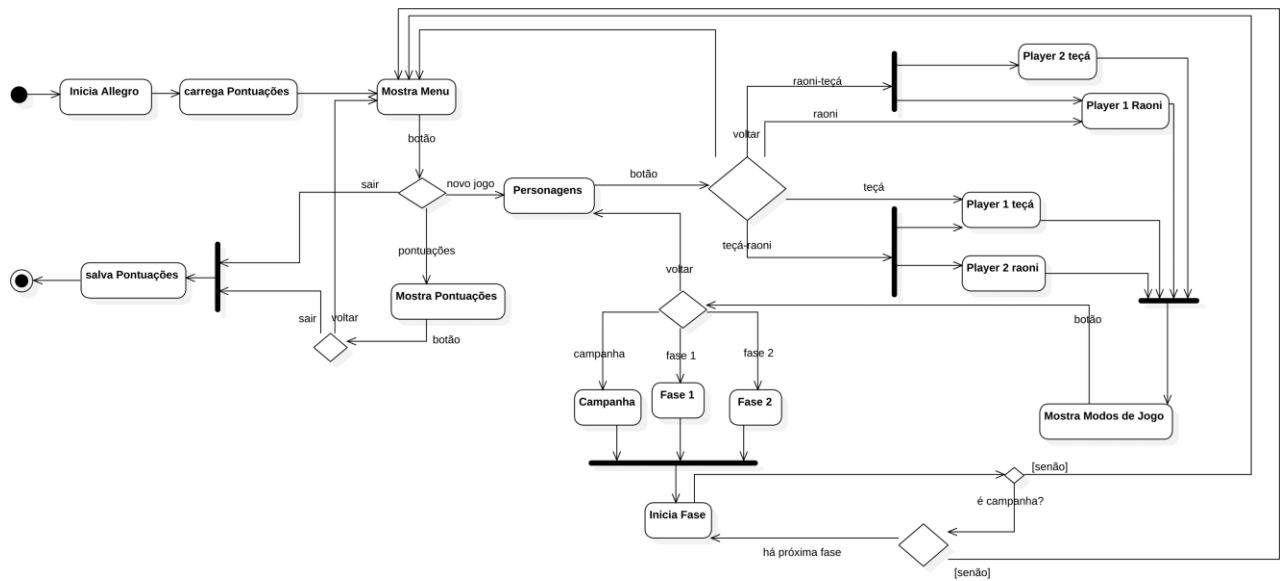 Player 2 teçá
raoni-teçá
Inicia Allegro
carrega Pontuações
Mostra Menu
Player 1 Raoni
raoni
voltar
botão
botão
sair
novo jogo
Personagens
teçá
Player 1 teçá
pontuações
teçá-raoni
Player 2 raoni
salva Pontuações
voltar
Mostra Pontuações
sair
voltar
botão
botão
campanha
fase 1
fase 2
Campanha
Fase 1
Fase 2
Mostra Modos de Jogo
[senão]
é campanha?
Inicia Fase
há próxima fase
[senão]